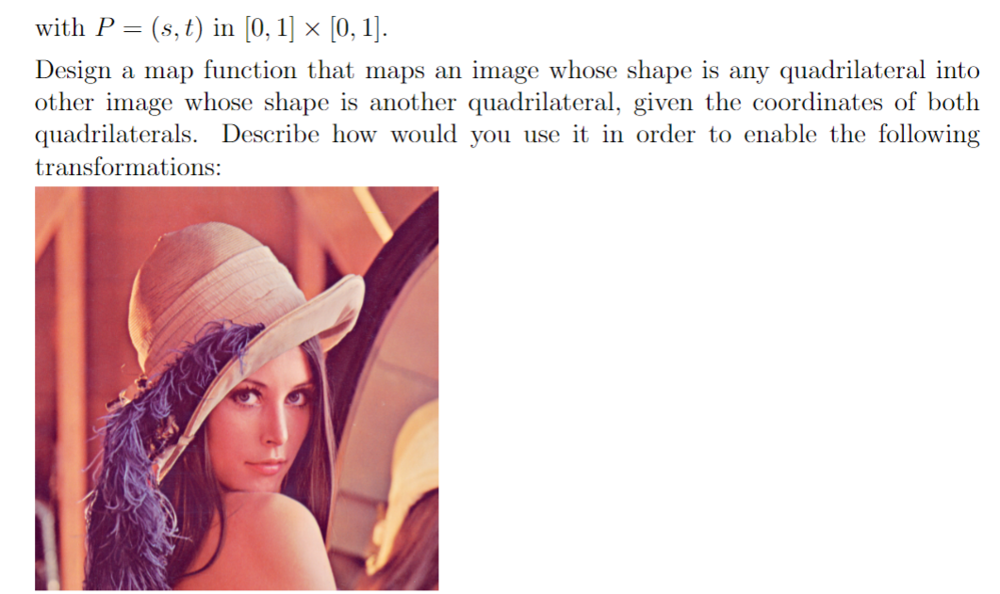 with P = (s, t) in [0, 1] × [0, 1].
Design a map function that maps an image whose shape is any quadrilateral into
other image whose shape is another quadrilateral, given the coordinates of both
quadrilaterals. Describe how would you use it in order to enable the following
transformations: